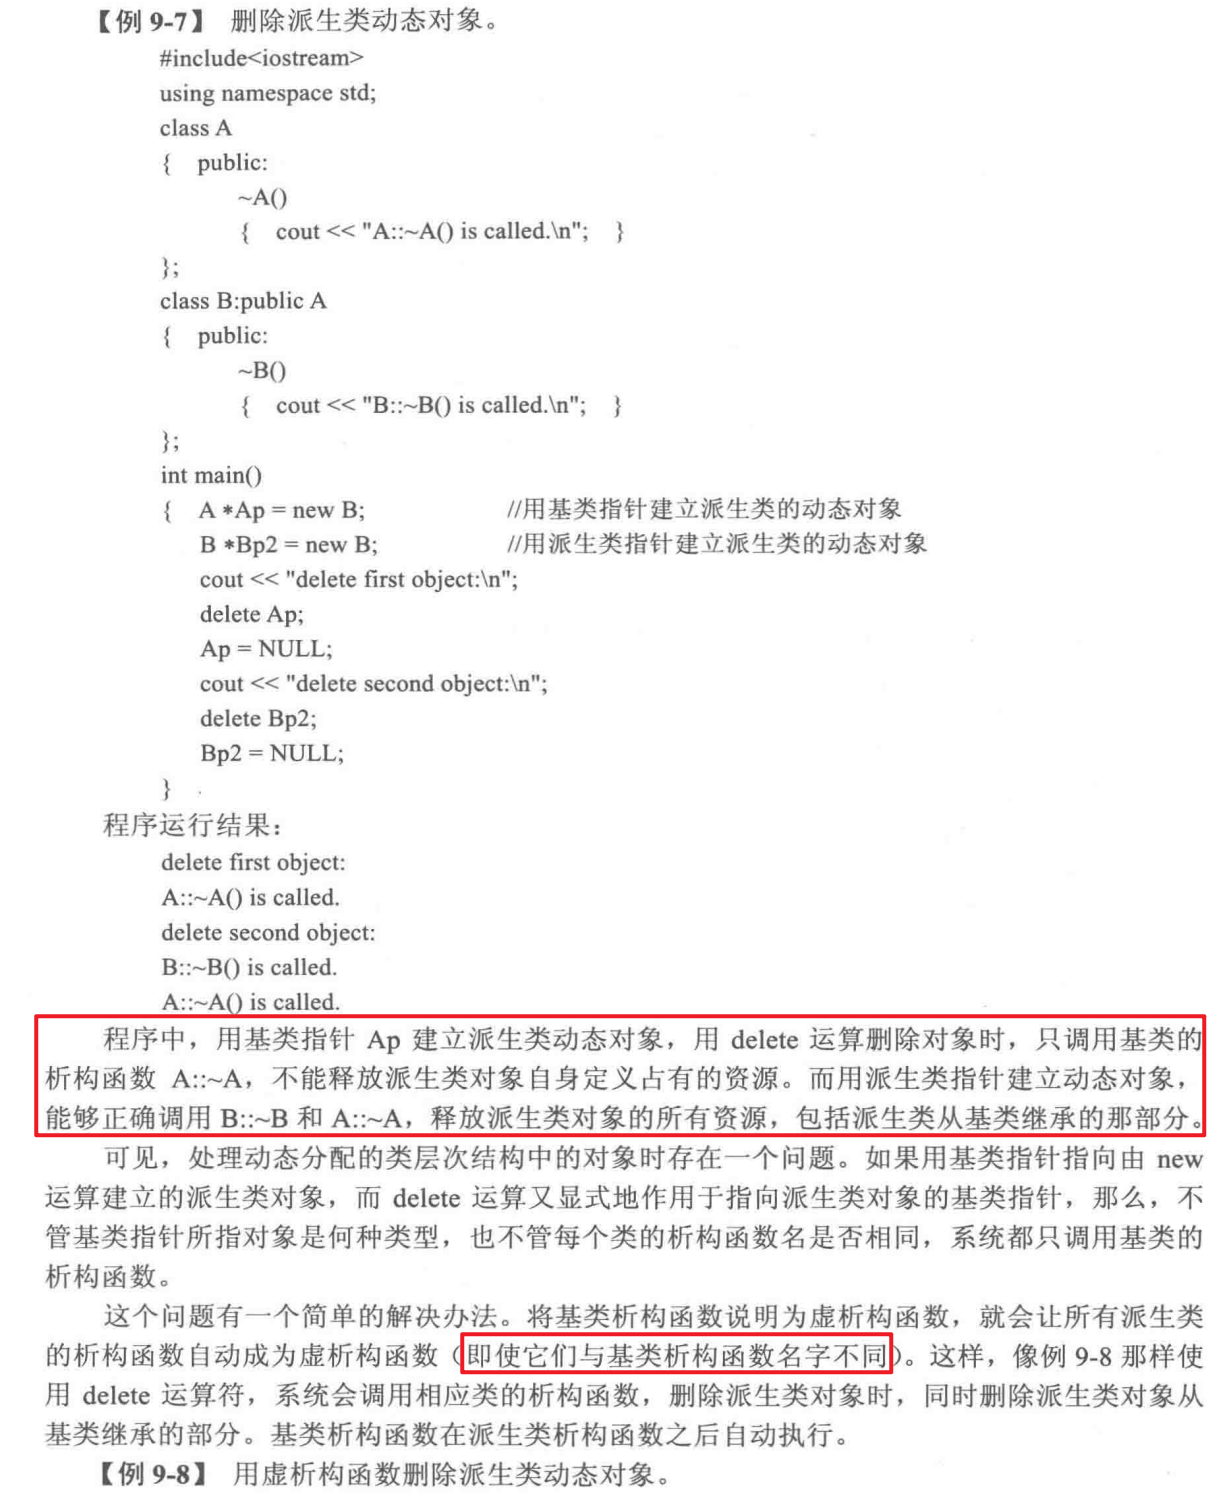 【例 9-7】 删除派生类动态对象。
#include<iostream>
using namespace std;
class A
{ public:
~A()
{ cout << "A::~A() is called.\n"; }
};
class B:public A
{ public:
~B()
{ cout << "B::~B() is called.\n"; }
};
int main()
{ A *Ap = new B; //用基类指针建立派生类的动态对象
B *Bp2 = new B; //用派生类指针建立派生类的动态对象
cout << "delete first object:\n";
delete Ap;
Ap = NULL;
cout << "delete second object:\n";
delete Bp2;
Bp2 = NULL;
}
程序运行结果：
delete first object:
A::~A() is called.
delete second object:
B::~B() is called.
A::~A() is called.
程序中，用基类指针 Ap 建立派生类动态对象，用 delete 运算删除对象时，只调用基类的
析构函数 A::~A，不能释放派生类对象自身定义占有的资源。而用派生类指针建立动态对象，
能够正确调用 B::~B 和 A::~A，释放派生类对象的所有资源，包括派生类从基类继承的那部分。
可见，处理动态分配的类层次结构中的对象时存在一个问题。如果用基类指针指向由 new
运算建立的派生类对象，而 delete 运算又显式地作用于指向派生类对象的基类指针，那么，不
管基类指针所指对象是何种类型，也不管每个类的析构函数名是否相同，系统都只调用基类的
析构函数。
这个问题有一个简单的解决办法。将基类析构函数说明为虚析构函数，就会让所有派生类
的析构函数自动成为虚析构函数（即使它们与基类析构函数名字不同）。这样，像例 9-8 那样使
用 delete 运算符，系统会调用相应类的析构函数，删除派生类对象时，同时删除派生类对象从
基类继承的部分。基类析构函数在派生类析构函数之后自动执行。
【例 9-8】 用虚析构函数删除派生类动态对象。